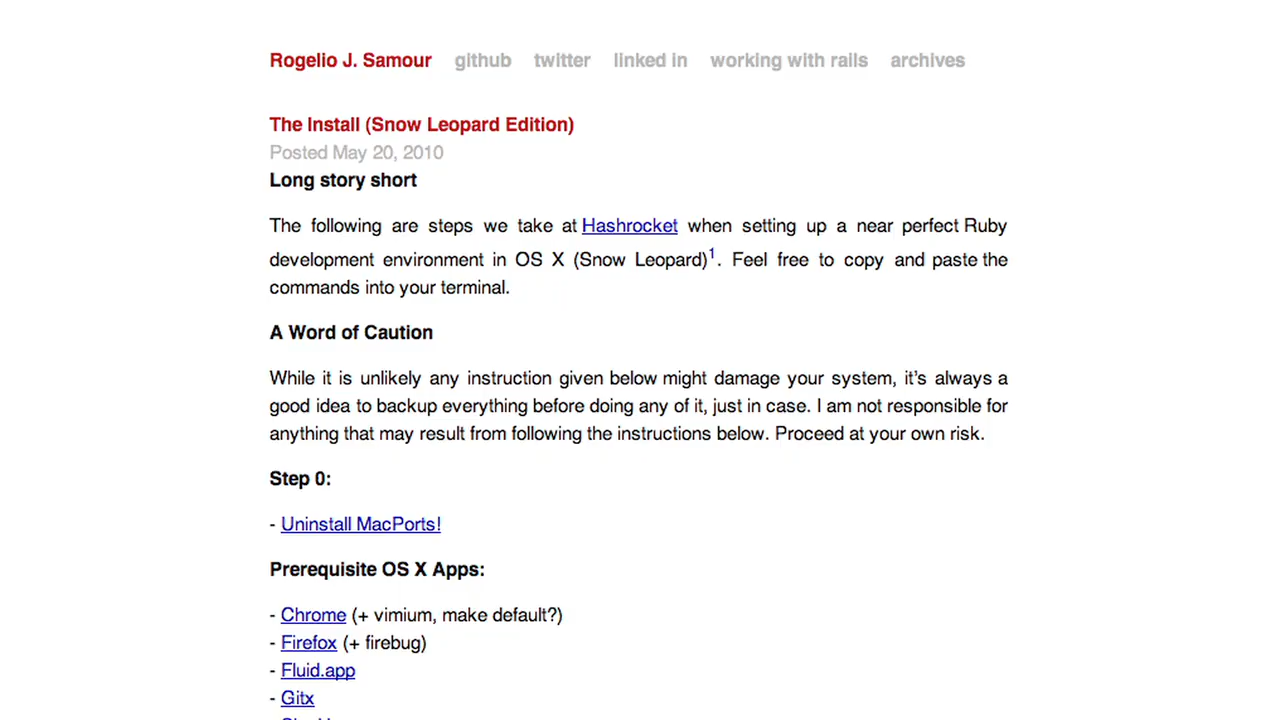 Rogelio J. Samour github twitter linked in working with rails archives
The Install (Snow Leopard Edition)
Posted May 20, 2010
Long story short
The following are steps we take at Hashrocket when setting up a near perfect Ruby
development environment in OS X (Snow Leopard)1. Feel free to copy and paste the
commands into your terminal.
A Word of Caution
While it is unlikely any instruction given below might damage your system, it’s always a
good idea to backup everything before doing any of it, just in case. I am not responsible for
anything that may result from following the instructions below. Proceed at your own risk.
Step 0:
- Uninstall MacPorts!
Prerequisite OS X Apps:
- Chrome (+ vimium, make default?)
- Firefox (+ firebug)
- Fluid.app
- Gitx